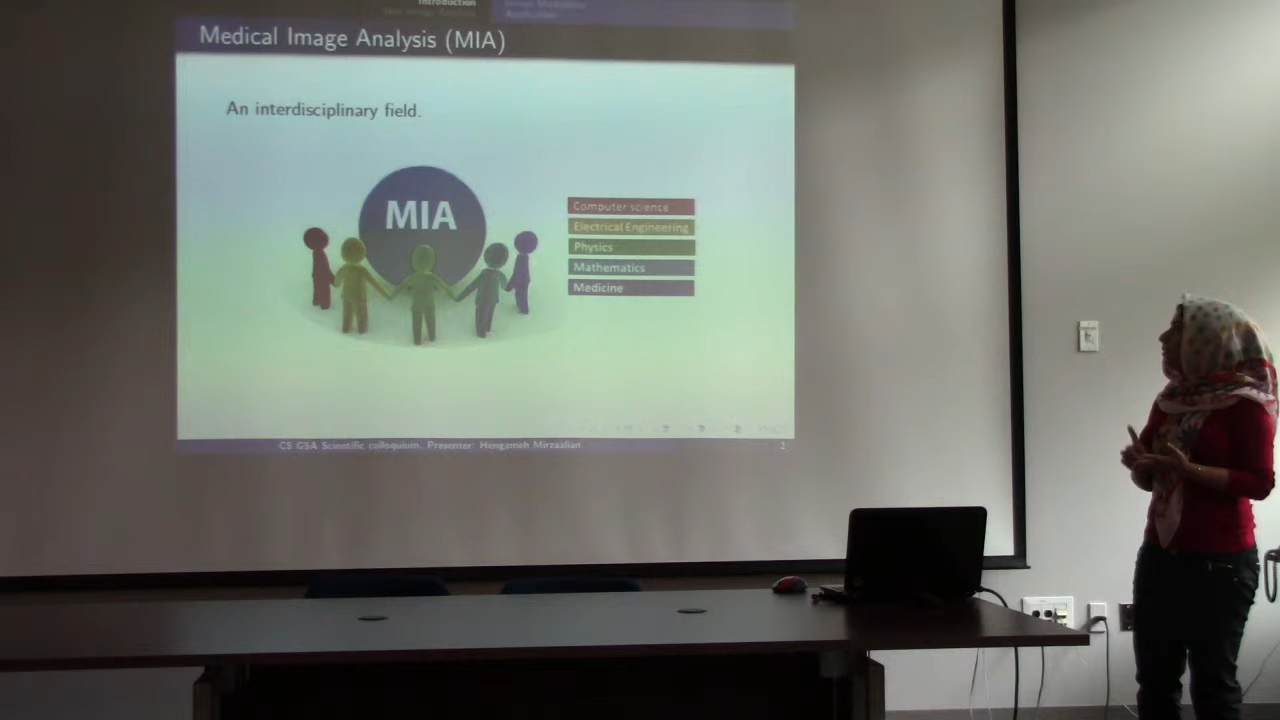 Introduction
Medical Image Analysis (MIA)
An interdisciplinary field.
MIA
Computer science
Electrical Engineering
Physics
Mathematics
Medicine
CS GSA Scientific colloquium. Presenter: Hengameh Mirzaalian
2